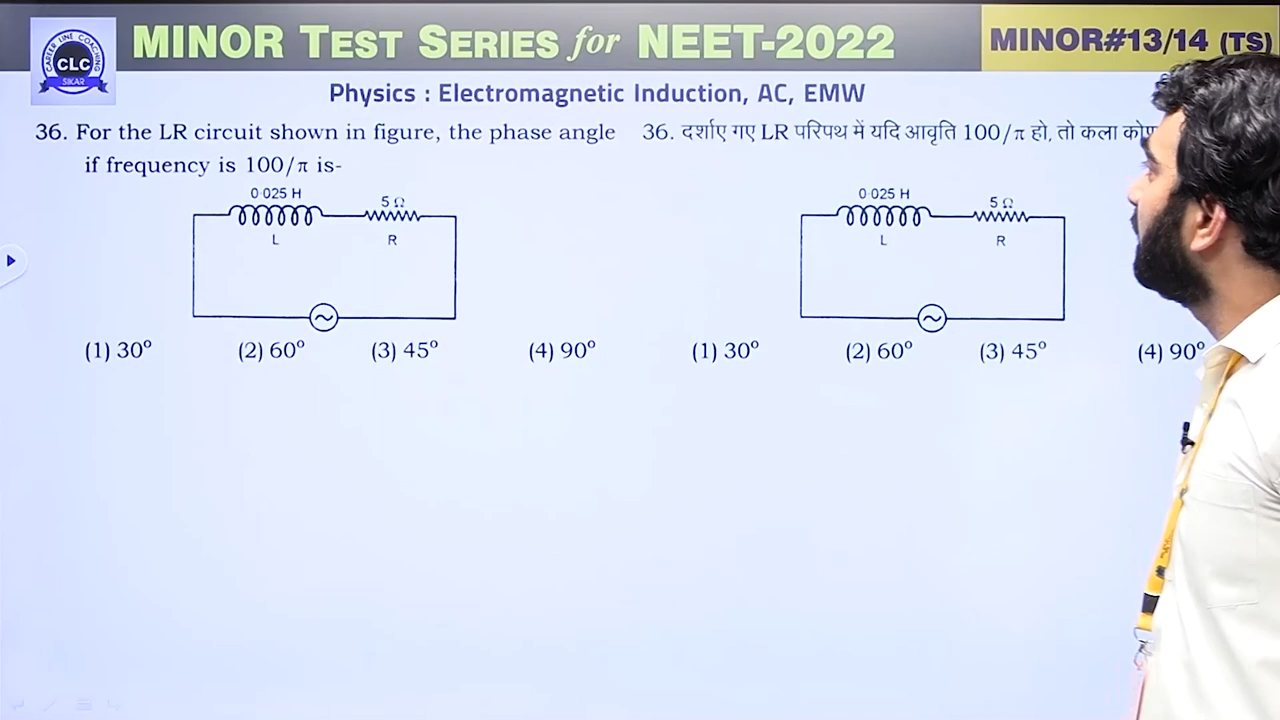 CAREER LINE COACHING
CLC
SIKAR
MINOR TEST SERIES for NEET-2022
MINOR#13/14 (TS)
Physics : Electromagnetic Induction, AC, EMW
36. For the LR circuit shown in figure, the phase angle
if frequency is 100/π is-
0·025 H
5 Ω
L
R
(1) 30° (2) 60° (3) 45° (4) 90°
36. दर्शाए गए LR परिपथ में यदि आवृति 100/π हो, तो कला
0·025 H
5 Ω
L
R
(1) 30° (2) 60° (3) 45° (4) 90°